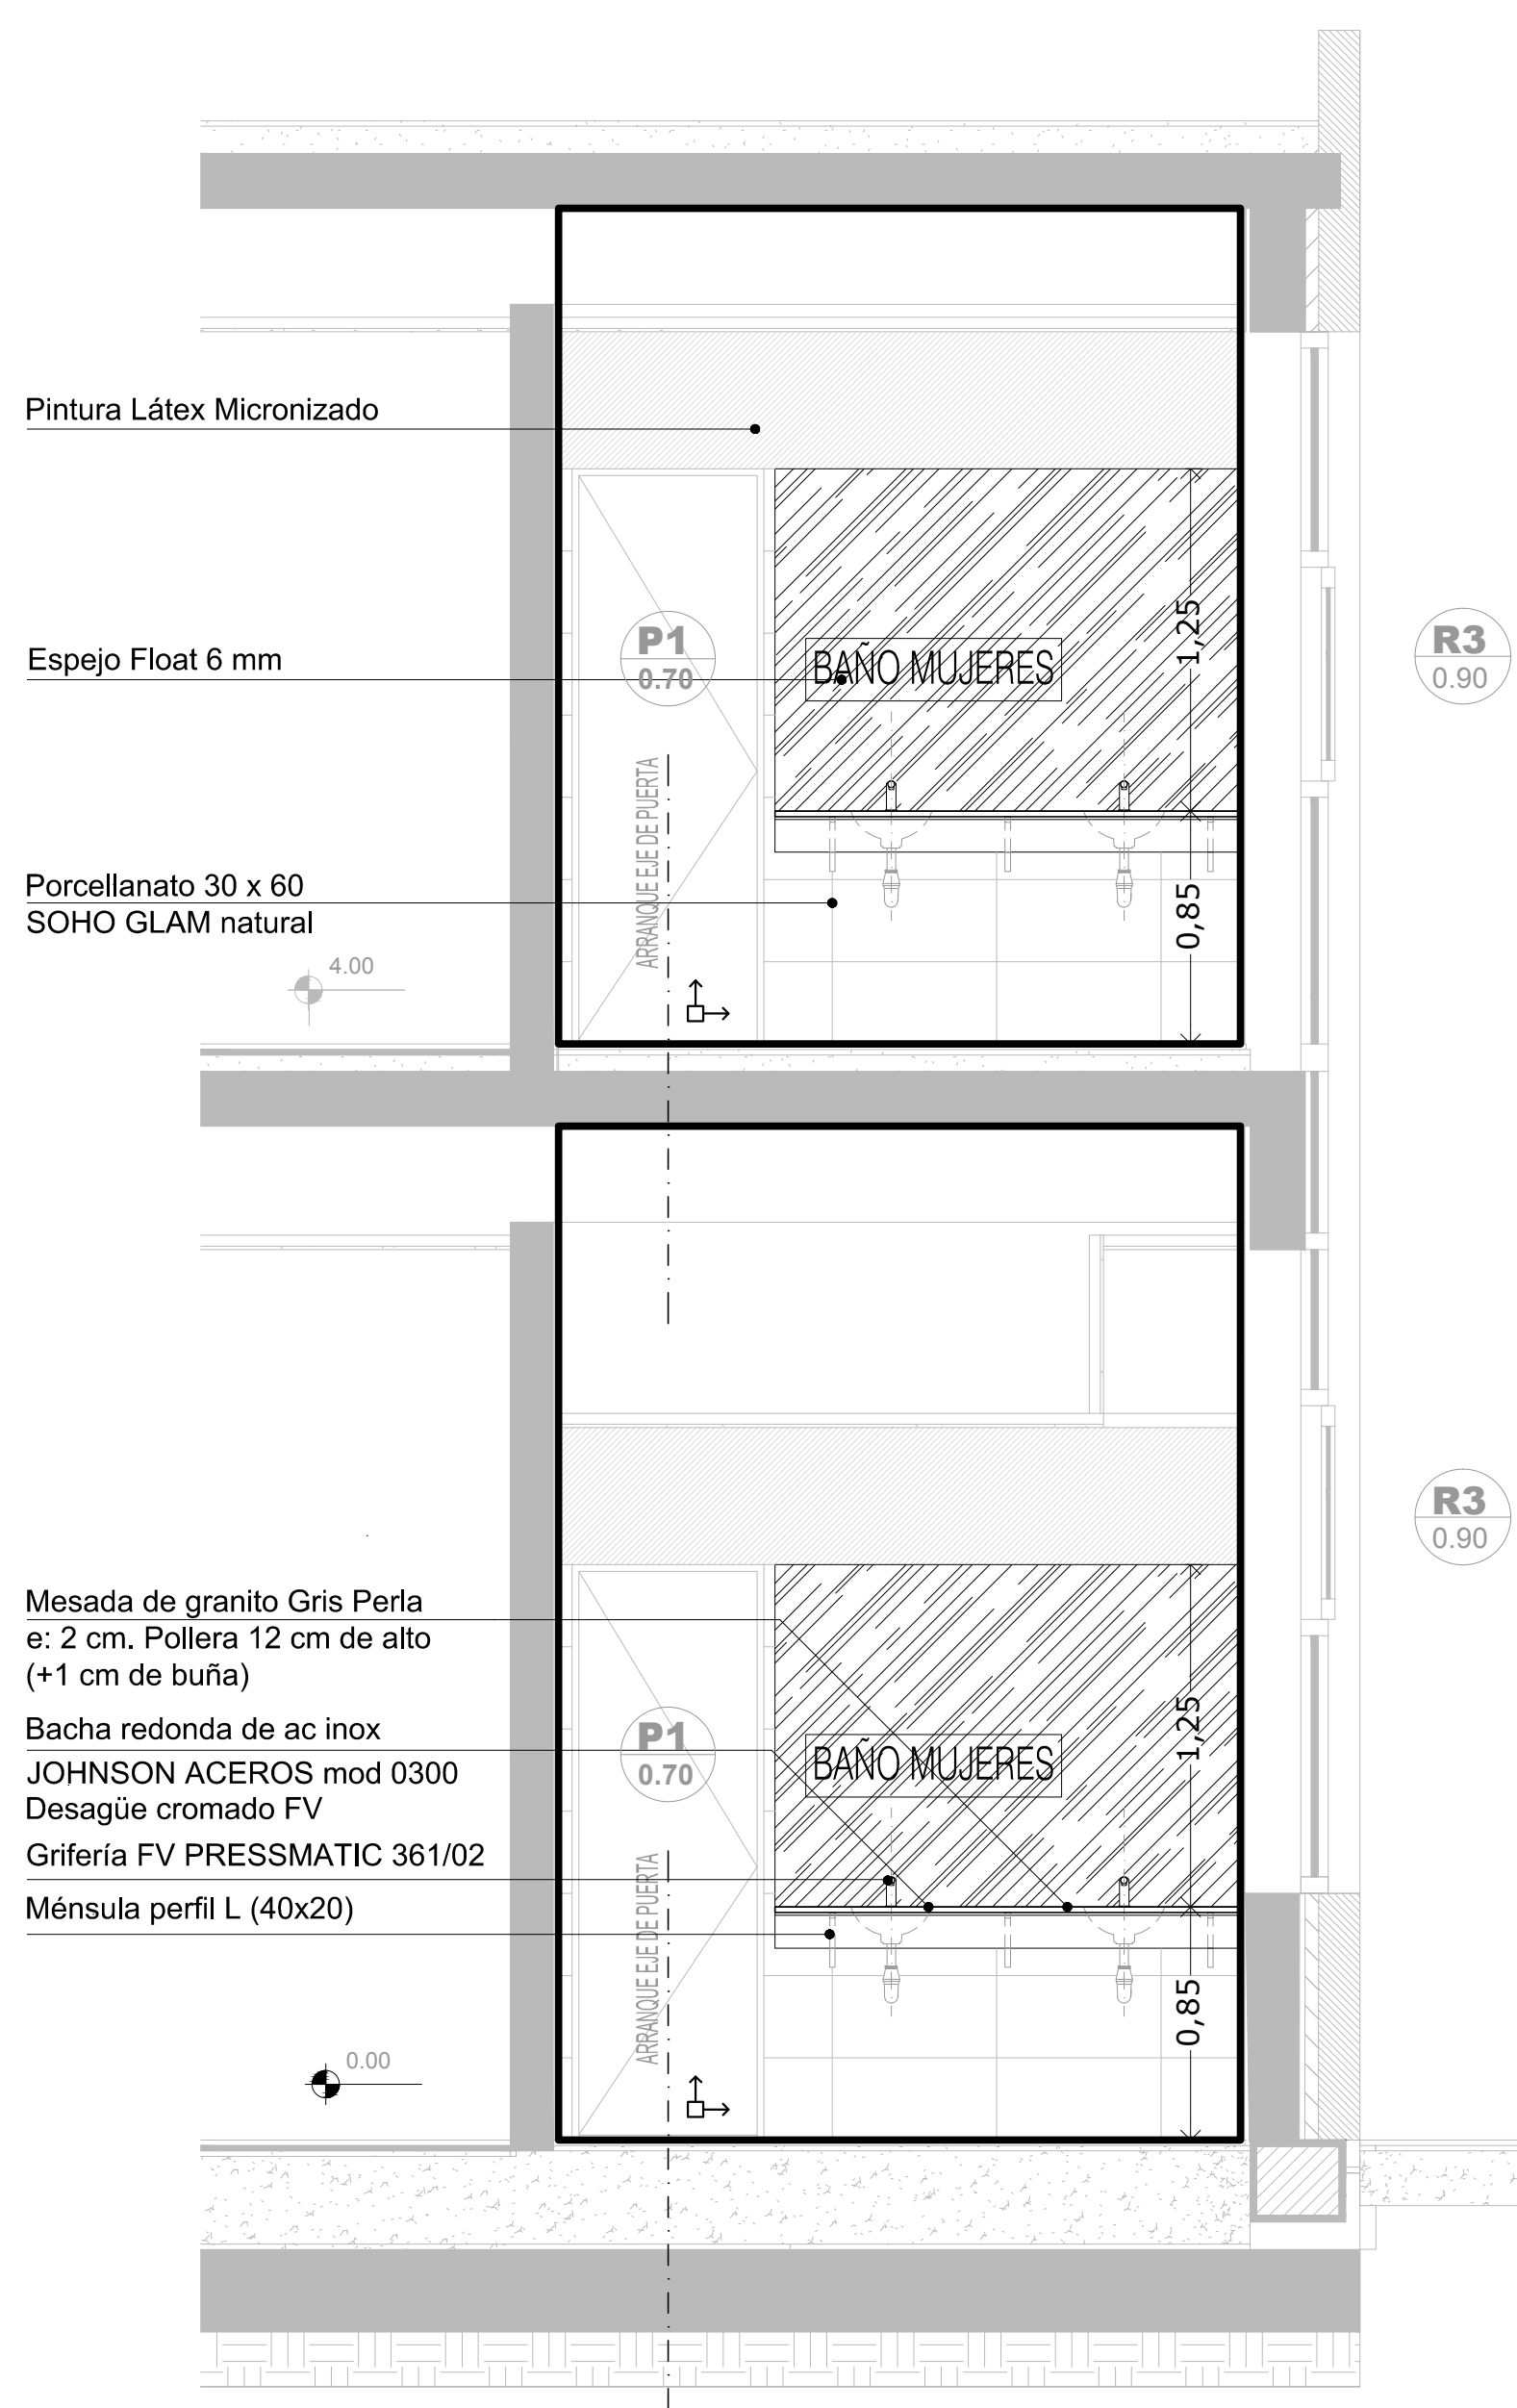 Pintura Látex Micronizado
Espejo Float 6 mm
P1
0.70
BAÑO MUJERES
1,25
R3
0.90
ARRANQUE EJE DE PUERTA
Porcellanato 30 x 60
SOHO GLAM natural
0,85
4.00
Mesada de granito Gris Perla
e: 2 cm. Pollera 12 cm de alto
(+1 cm de buña)
Bacha redonda de ac inox
JOHNSON ACEROS mod 0300
Desagüe cromado FV
Grifería FV PRESSMATIC 361/02
Ménsula perfil L (40x20)
P1
0.70
BAÑO MUJERES
1,25
R3
0.90
ARRANQUE EJE DE PUERTA
0,85
0.00